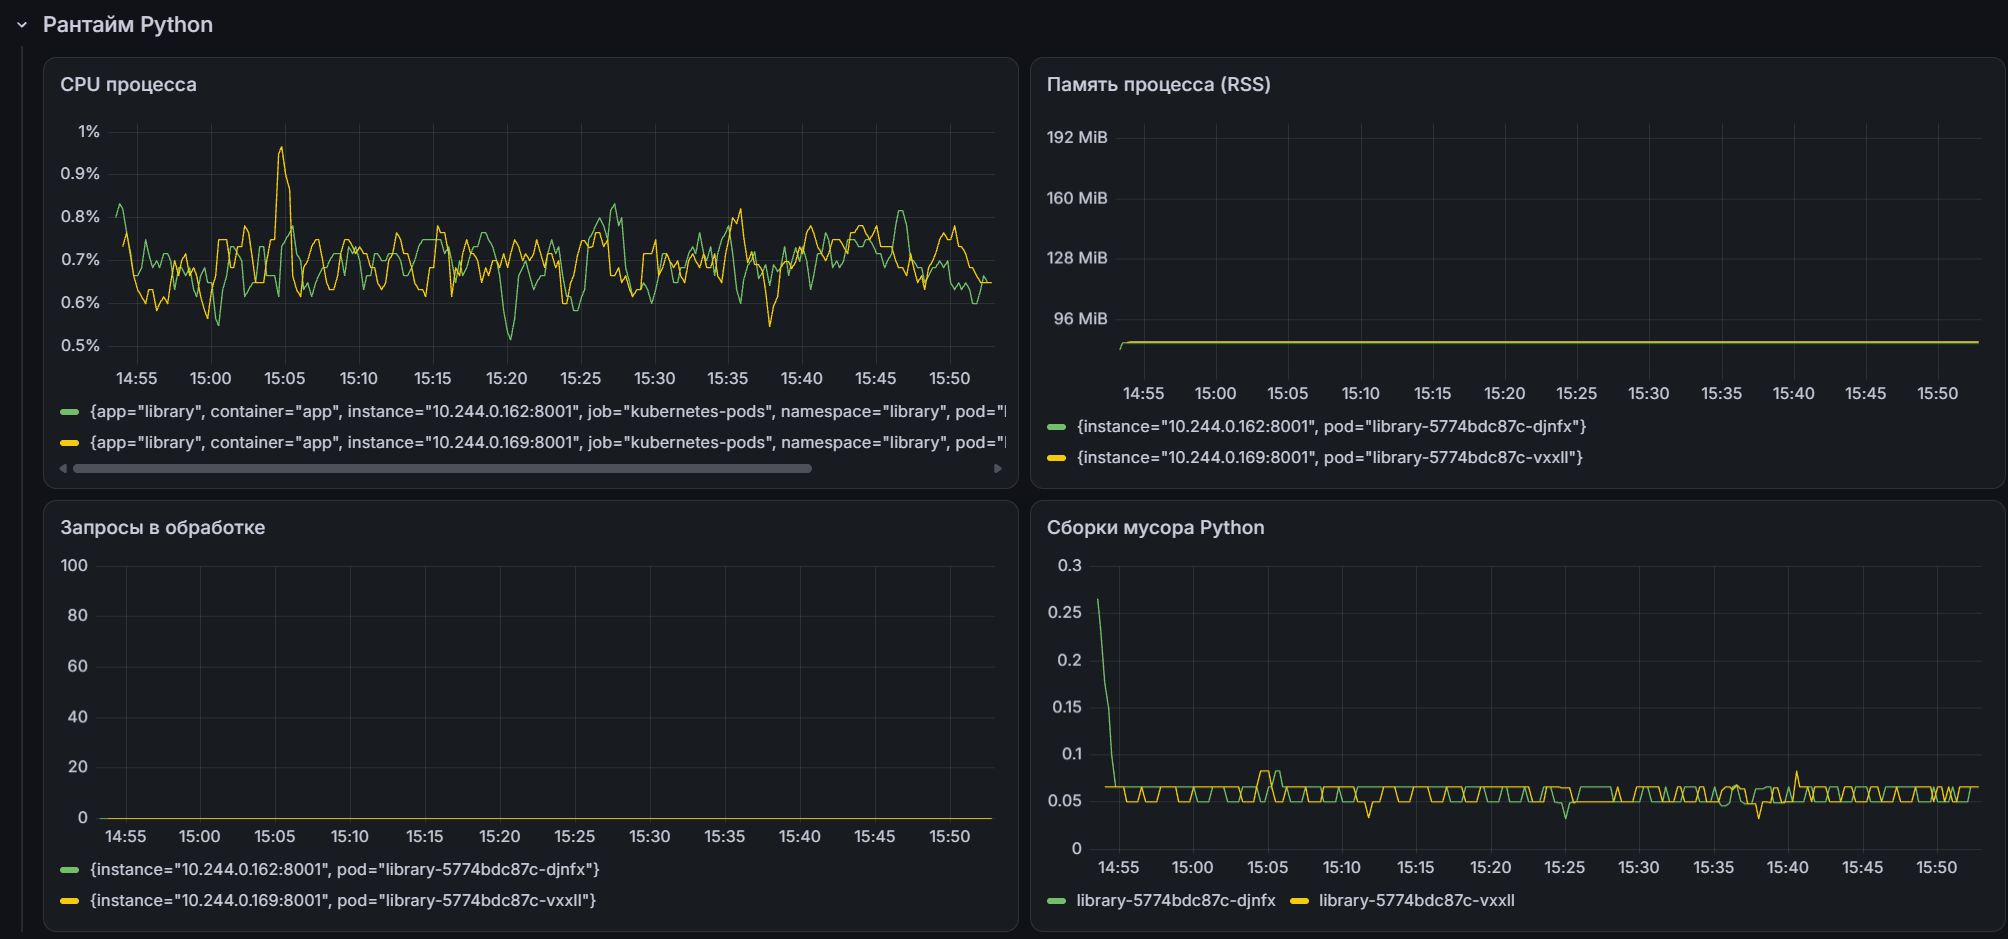 Рантайм Python
CPU процесса
1%
0.9%
0.8%
0.7%
0.6%
0.5%
14:55 15:00 15:05 15:10 15:15 15:20 15:25 15:30 15:35 15:40 15:45 15:50
{app="library", container="app", instance="10.244.0.162:8001", job="kubernetes-pods", namespace="library", pod="l
{app="library", container="app", instance="10.244.0.169:8001", job="kubernetes-pods", namespace="library", pod="l
Память процесса (RSS)
192 MiB
160 MiB
128 MiB
96 MiB
14:55 15:00 15:05 15:10 15:15 15:20 15:25 15:30 15:35 15:40 15:45 15:50
{instance="10.244.0.162:8001", pod="library-5774bdc87c-djnfx"}
{instance="10.244.0.169:8001", pod="library-5774bdc87c-vxxll"}
Запросы в обработке
100
80
60
40
20
0
14:55 15:00 15:05 15:10 15:15 15:20 15:25 15:30 15:35 15:40 15:45 15:50
{instance="10.244.0.162:8001", pod="library-5774bdc87c-djnfx"}
{instance="10.244.0.169:8001", pod="library-5774bdc87c-vxxll"}
Сборки мусора Python
0.3
0.25
0.2
0.15
0.1
0.05
0
14:55 15:00 15:05 15:10 15:15 15:20 15:25 15:30 15:35 15:40 15:45 15:50
library-5774bdc87c-djnfx library-5774bdc87c-vxxll